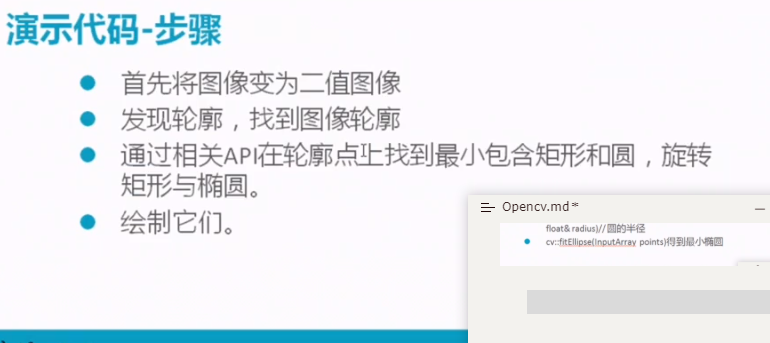 演示代码-步骤
首先将图像变为二值图像
发现轮廓，找到图像轮廓
通过相关API在轮廓点上找到最小包含矩形和圆，旋转
矩形与椭圆。
绘制它们。
Opencv.md*
float& radius)//圆的半径
cv::fitEllipse(InputArray points)得到最小椭圆